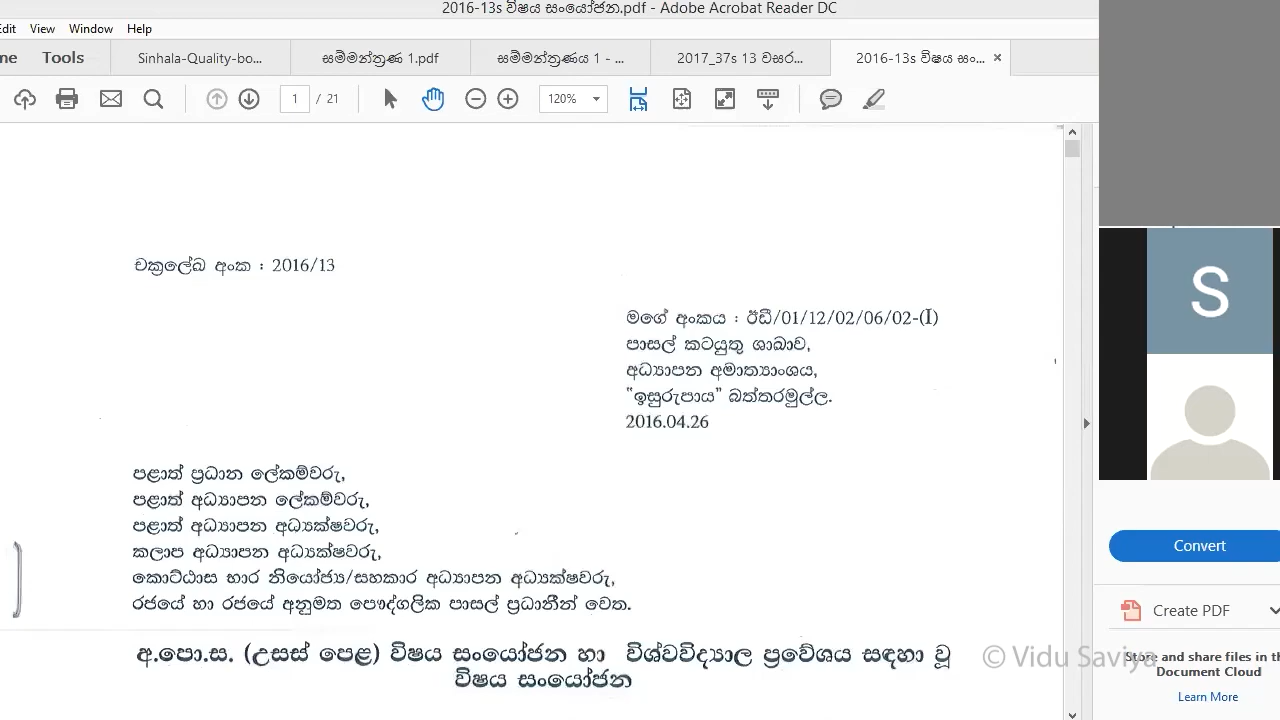 2016-13s විෂය සංයෝජන.pdf - Adobe Acrobat Reader DC
Edit View Window Help
me Tools Sinhala-Quality-bo... සම්මන්ත්‍රණ 1.pdf සම්මන්ත්‍රණය 1 - ... 2017_37s 13 වසර... 2016-13s විෂය සං... ×
1 / 21 120%
චක්‍රලේඛ අංක : 2016/13
මගේ අංකය : ඊඩී/01/12/02/06/02-(I)
පාසල් කටයුතු ශාඛාව,
අධ්‍යාපන අමාත්‍යාංශය,
"ඉසුරුපාය" බත්තරමුල්ල.
2016.04.26
පළාත් ප්‍රධාන ලේකම්වරු,
පළාත් අධ්‍යාපන ලේකම්වරු,
පළාත් අධ්‍යාපන අධ්‍යක්ෂවරු,
කලාප අධ්‍යාපන අධ්‍යක්ෂවරු,
කොට්ඨාස භාර නියෝජ්‍ය/සහකාර අධ්‍යාපන අධ්‍යක්ෂවරු,
රජයේ හා රජයේ අනුමත පෞද්ගලික පාසල් ප්‍රධානීන් වෙත.
අ.පො.ස. (උසස් පෙළ) විෂය සංයෝජන හා විශ්වවිද්‍යාල ප්‍රවේශය සඳහා වූ
විෂය සංයෝජන
S
Convert
Create PDF
© Vidu Saviya
Store and share files in th
Document Cloud
Learn More